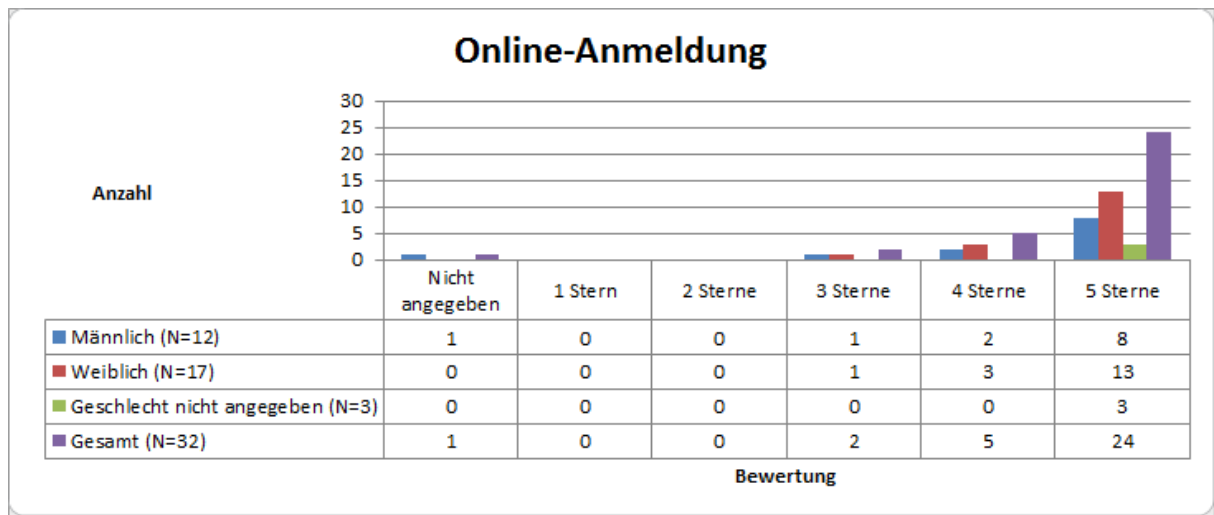 Online-Anmeldung
30
25
20
15
10
5
0
Anzahl
Nicht angegeben 1 Stern 2 Sterne 3 Sterne 4 Sterne 5 Sterne
Männlich (N=12) 1 0 0 1 2 8
Weiblich (N=17) 0 0 0 1 3 13
Geschlecht nicht angegeben (N=3) 0 0 0 0 0 3
Gesamt (N=32) 1 0 0 2 5 24
Bewertung